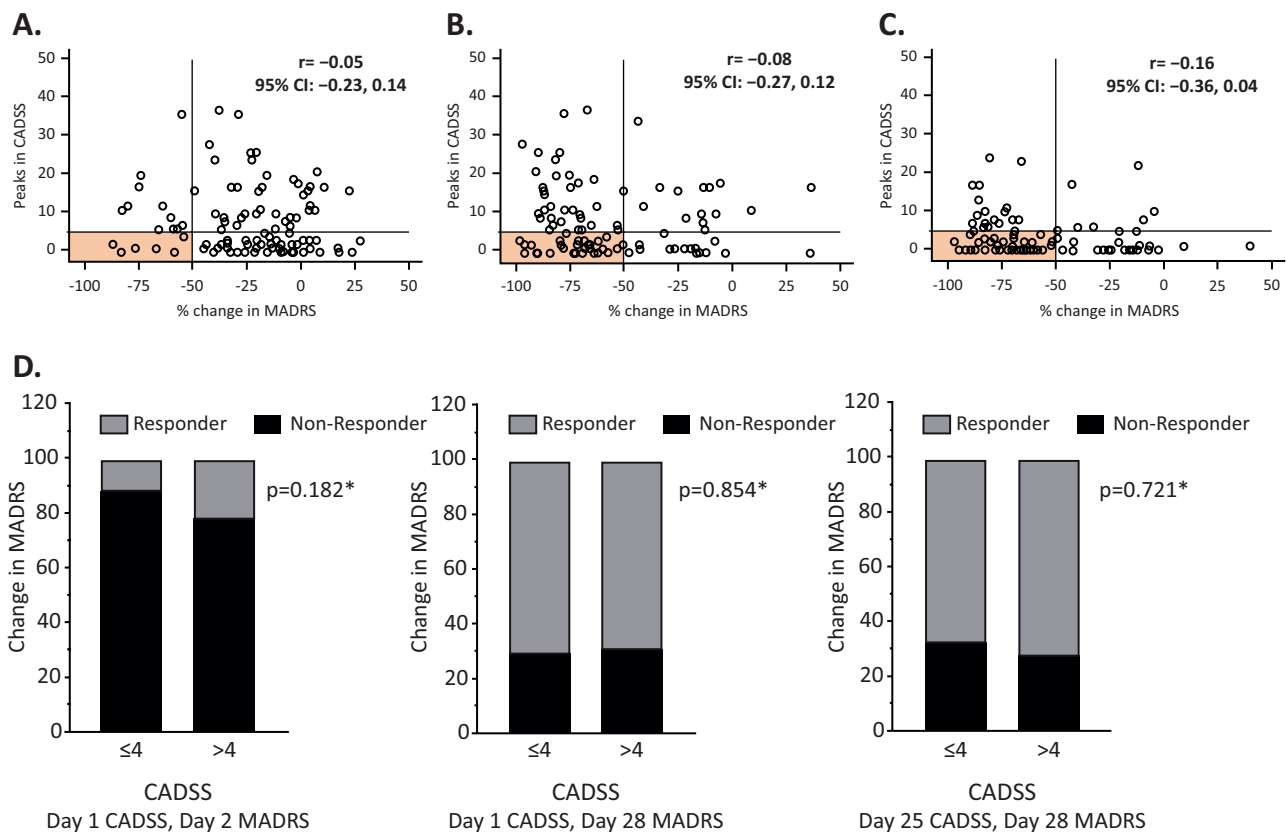 A.
r= −0.05
95% CI: −0.23, 0.14
Peaks in CADSS
50
40
30
20
10
0
-100 -75 -50 -25 0 25 50
% change in MADRS
B.
r= −0.08
95% CI: −0.27, 0.12
Peaks in CADSS
50
40
30
20
10
0
-100 -75 -50 -25 0 25 50
% change in MADRS
C.
r= −0.16
95% CI: −0.36, 0.04
Peaks in CADSS
50
40
30
20
10
0
-100 -75 -50 -25 0 25 50
% change in MADRS
D.
Change in MADRS
120
100
80
60
40
20
0
Responder Non-Responder
p=0.182*
≤4 >4
CADSS
Day 1 CADSS, Day 2 MADRS
Change in MADRS
120
100
80
60
40
20
0
Responder Non-Responder
p=0.854*
≤4 >4
CADSS
Day 1 CADSS, Day 28 MADRS
Change in MADRS
120
100
80
60
40
20
0
Responder Non-Responder
p=0.721*
≤4 >4
CADSS
Day 25 CADSS, Day 28 MADRS